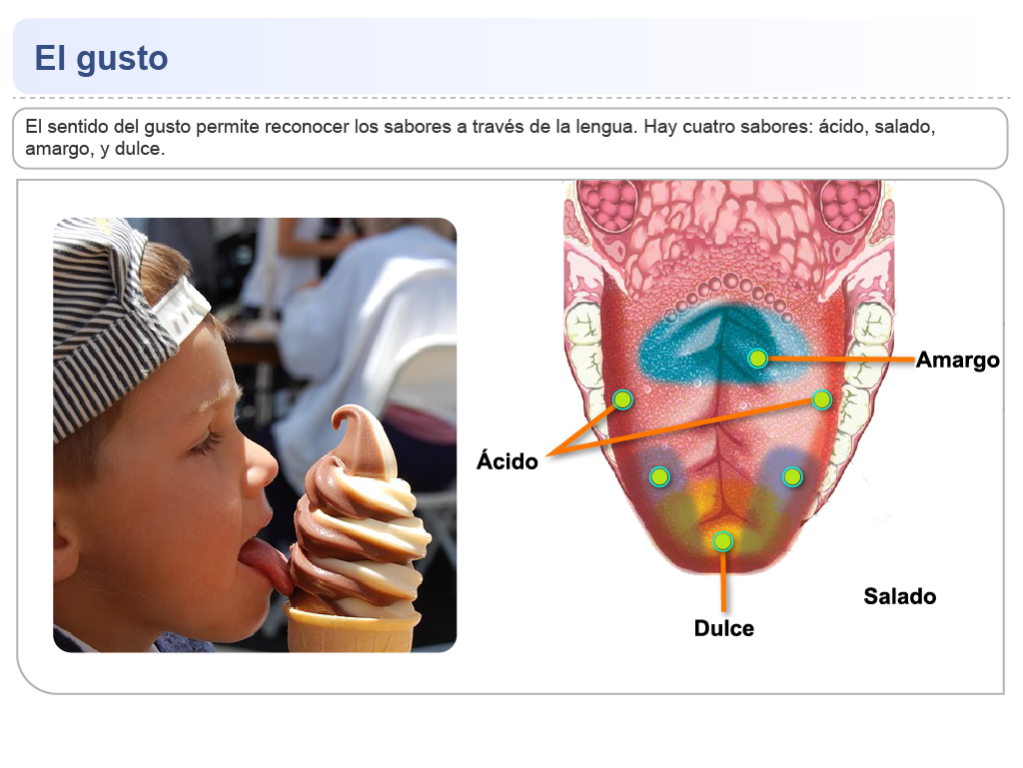 El gusto
El sentido del gusto permite reconocer los sabores a través de la lengua. Hay cuatro sabores: ácido, salado,
amargo, y dulce.
Amargo
Ácido
Salado
Dulce